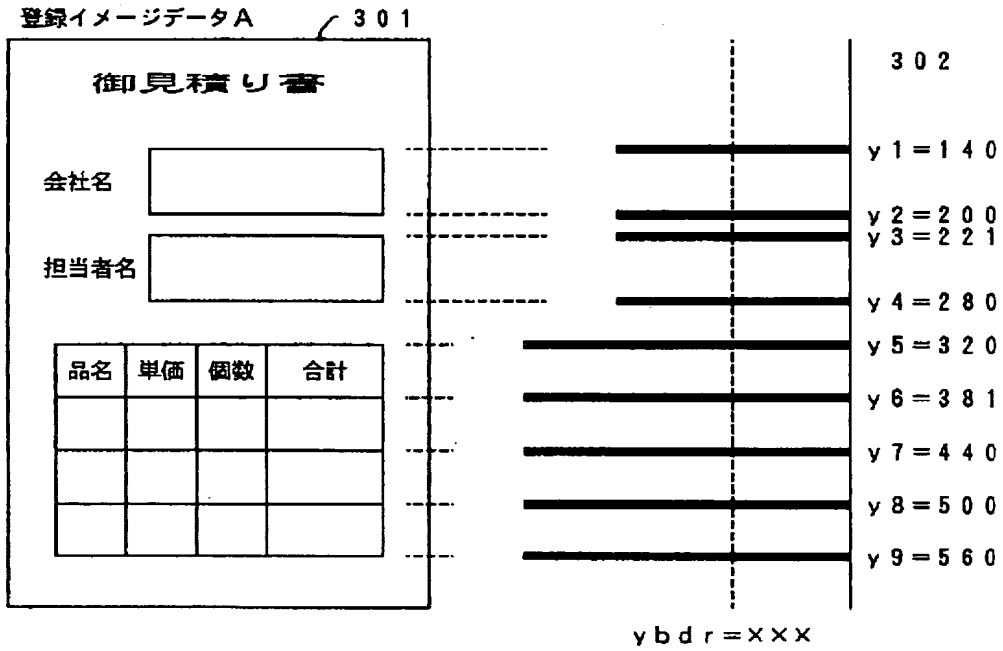 登録イメージデータA 301
御見積り書
会社名
担当者名
品名 単価 個数 合計
302
y1=140
y2=200
y3=221
y4=280
y5=320
y6=381
y7=440
y8=500
y9=560
ybdr=×××